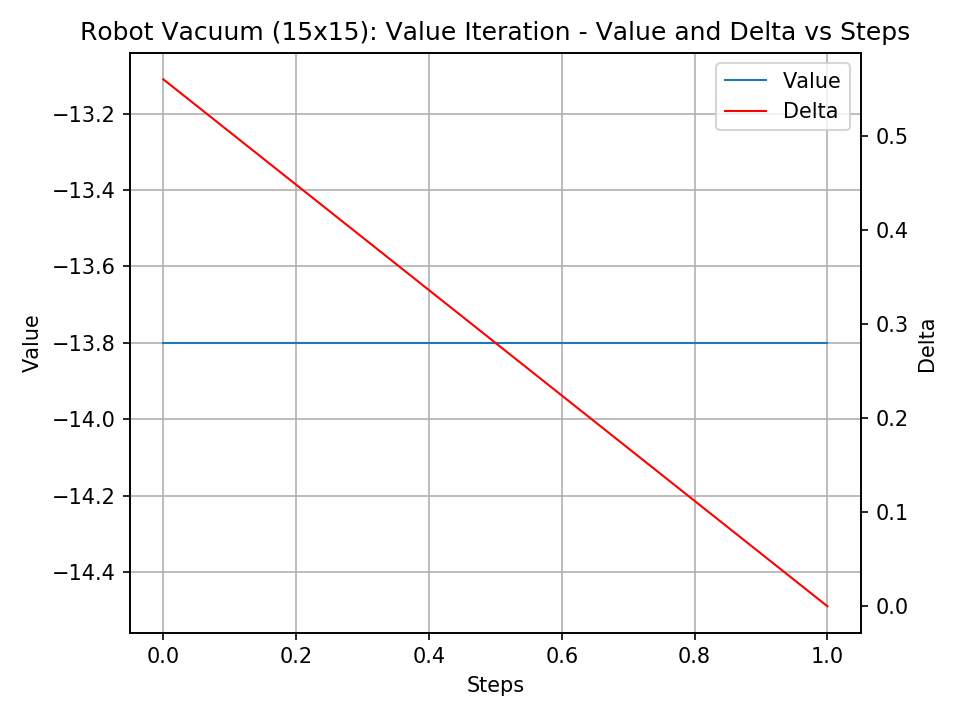 Robot Vacuum (15x15): Value Iteration - Value and Delta vs Steps
Value
Delta
−13.2
−13.4
−13.6
−13.8
−14.0
−14.2
−14.4
Value
0.5
0.4
0.3
0.2
0.1
0.0
Delta
0.0 0.2 0.4 0.6 0.8 1.0
Steps